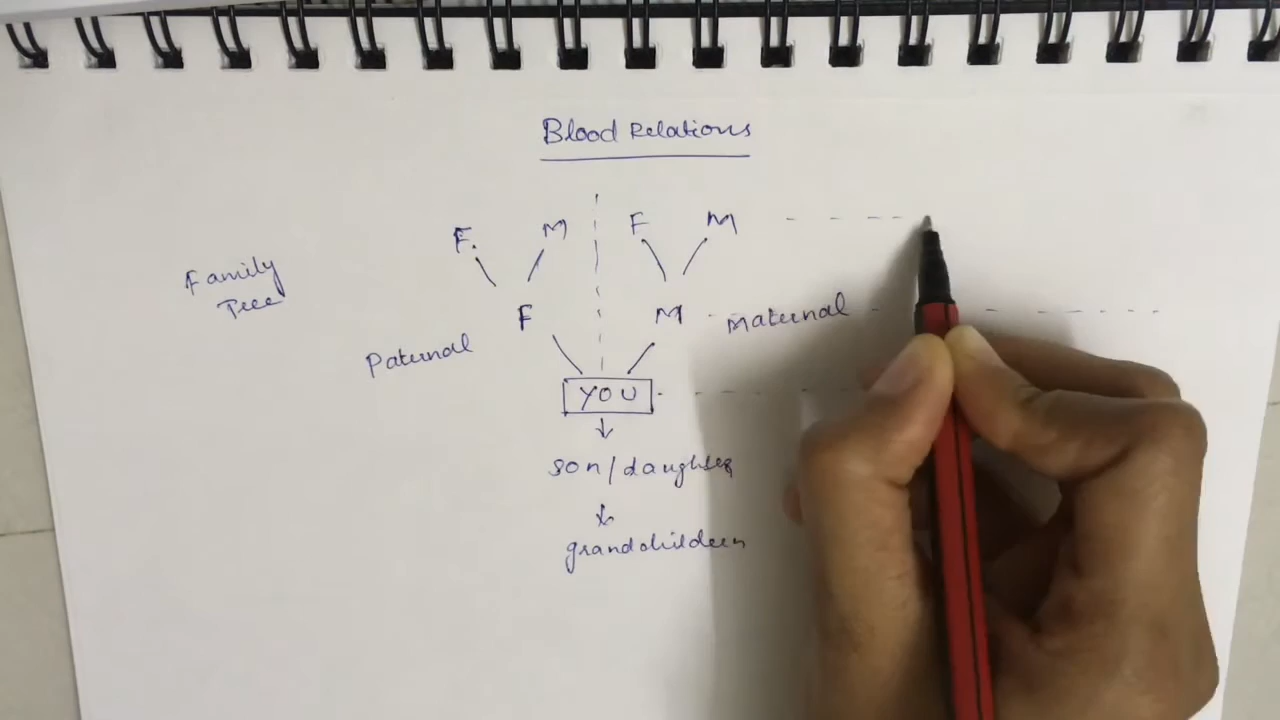 Blood Relations
F. M F M
Family
Tree
F M
Maternal
Paternal
YOU
son/daughter
grandchildren